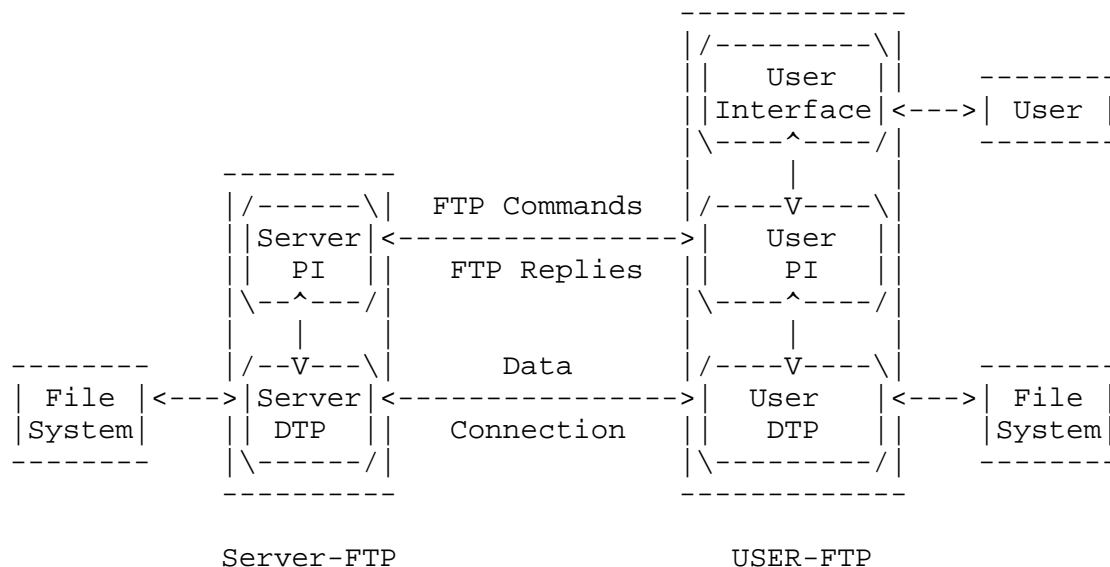 User
Interface
User
FTP Commands
Server
PI
User
PI
FTP Replies
Data
File
System
Server
DTP
User
DTP
File
System
Connection
Server-FTP
USER-FTP